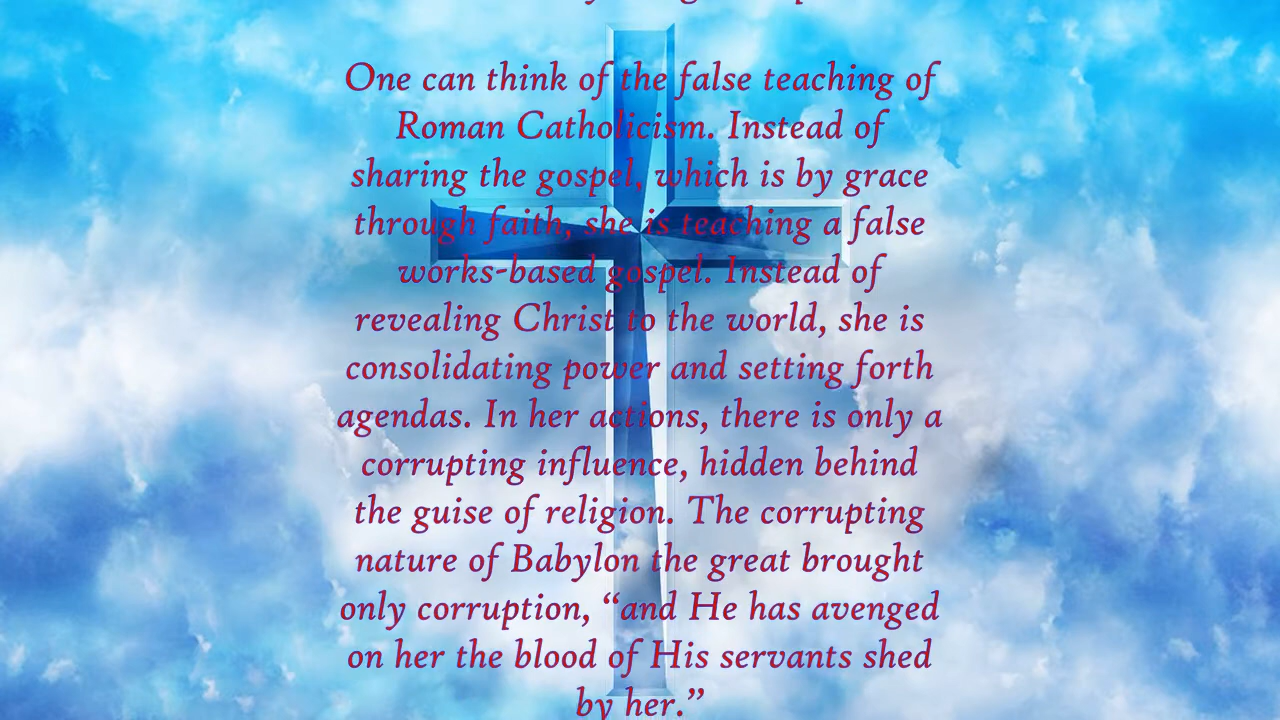 One can think of the false teaching of
Roman Catholicism. Instead of
sharing the gospel, which is by grace
through faith, she is teaching a false
works-based gospel. Instead of
revealing Christ to the world, she is
consolidating power and setting forth
agendas. In her actions, there is only a
corrupting influence, hidden behind
the guise of religion. The corrupting
nature of Babylon the great brought
only corruption, “and He has avenged
on her the blood of His servants shed
by her.”